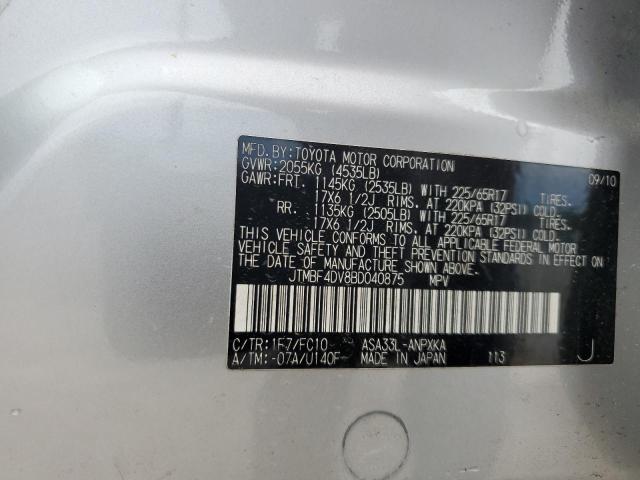 MFD.BY:TOYOTA MOTOR CORPORATION 09/10
GVWR:2055KG (4535LB)
GAWR:FRT. 1145KG (2535LB) WITH 225/65R17 TIRES.
17X6 1/2J RIMS. AT 220KPA (32PSI) COLD.
RR. 1135KG (2505LB) WITH 225/65R17 TIRES.
17X6 1/2J RIMS. AT 220KPA (32PSI) COLD.
THIS VEHICLE CONFORMS TO ALL APPLICABLE FEDERAL MOTOR
VEHICLE SAFETY AND THEFT PREVENTION STANDARDS IN EFFECT ON
THE DATE OF MANUFACTURE SHOWN ABOVE.
JTMBF4DV8BD040875 MPV
C/TR:1F7/FC10 ASA33L-ANPXKA
A/TM:-07A/U140F MADE IN JAPAN 113 J